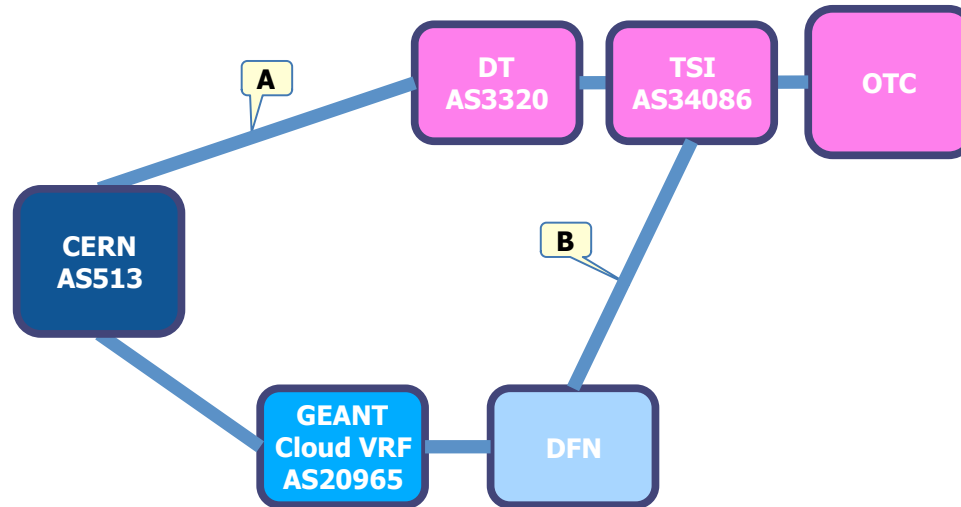 A
DT
AS3320
TSI
AS34086
OTC
CERN
AS513
B
GEANT
Cloud VRF
AS20965
DFN